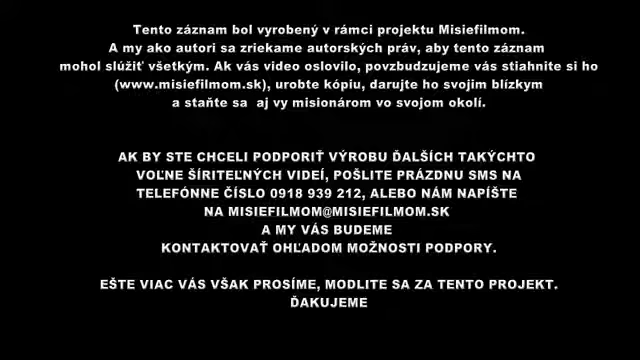 Tento záznam bol vyrobený v rámci projektu Misiefilmom.
A my ako autori sa zriekame autorských práv, aby tento záznam
mohol slúžiť všetkým. Ak vás video oslovilo, povzbudzujeme vás stiahnite si ho
(www.misiefilmom.sk), urobte kópiu, darujte ho svojim blízkym
a staňte sa aj vy misionárom vo svojom okolí.
AK BY STE CHCELI PODPORIŤ VÝROBU ĎALŠÍCH TAKÝCHTO
VOĽNE ŠÍRITEĽNÝCH VIDEÍ, POŠLITE PRÁZDNU SMS NA
TELEFÓNNE ČÍSLO 0918 939 212, ALEBO NÁM NAPÍŠTE
NA MISIEFILMOM@MISIEFILMOM.SK
A MY VÁS BUDEME
KONTAKTOVAŤ OHĽADOM MOŽNOSTI PODPORY.
EŠTE VIAC VÁS VŠAK PROSÍME, MODLITE SA ZA TENTO PROJEKT.
ĎAKUJEME